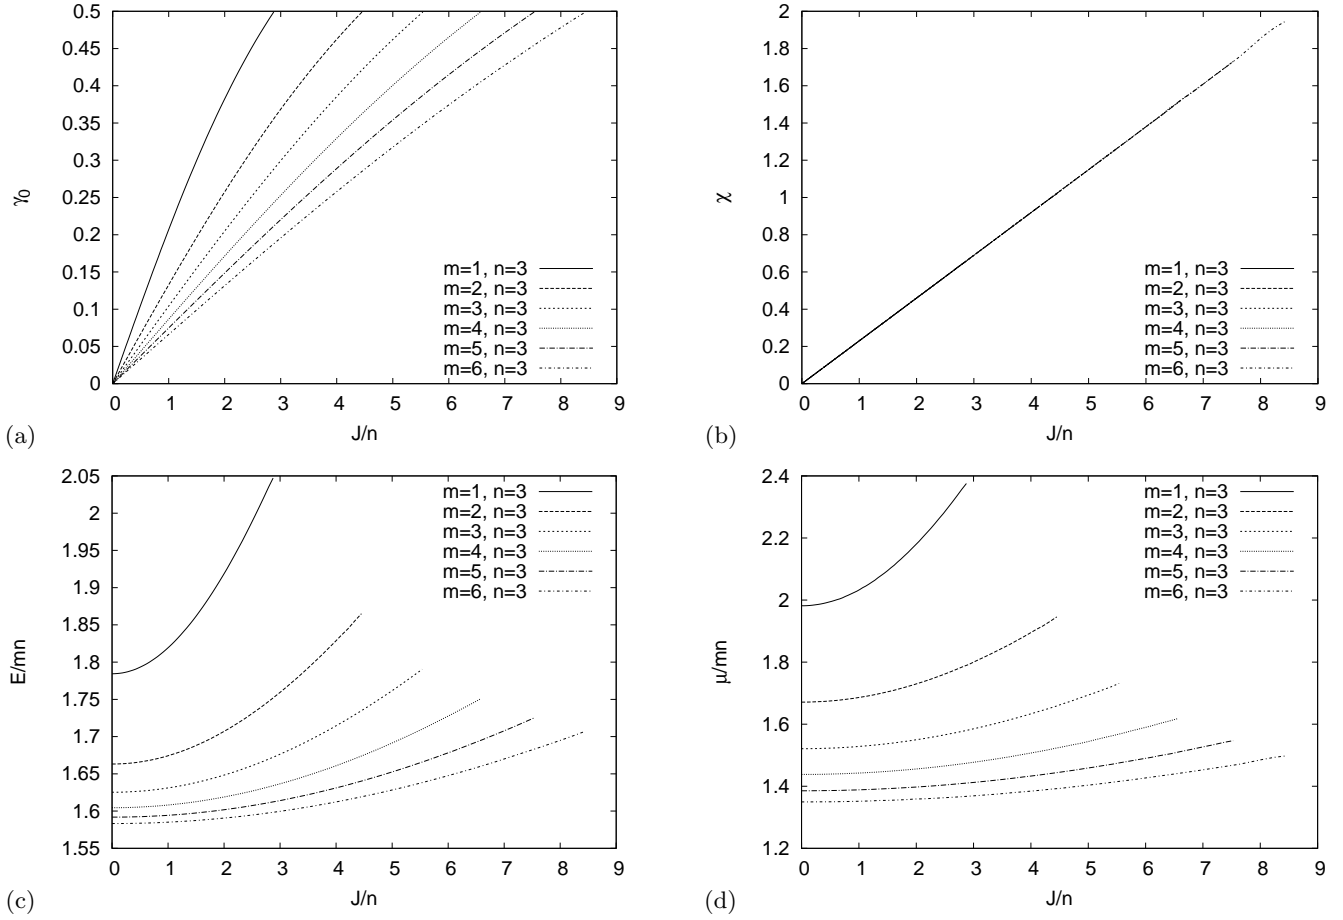 0.5
0.45
0.4
0.35
0.3
0.25
0.2
0.15
0.1
0.05
0
γ0
m=1, n=3
m=2, n=3
m=3, n=3
m=4, n=3
m=5, n=3
m=6, n=3
0 1 2 3 4 5 6 7 8 9
J/n
(a)
2
1.8
1.6
1.4
1.2
1
0.8
0.6
0.4
0.2
0
χ
m=1, n=3
m=2, n=3
m=3, n=3
m=4, n=3
m=5, n=3
m=6, n=3
0 1 2 3 4 5 6 7 8 9
J/n
(b)
2.05
2
1.95
1.9
1.85
1.8
1.75
1.7
1.65
1.6
1.55
E/mn
m=1, n=3
m=2, n=3
m=3, n=3
m=4, n=3
m=5, n=3
m=6, n=3
0 1 2 3 4 5 6 7 8 9
J/n
(c)
2.4
2.2
2
1.8
1.6
1.4
1.2
μ/mn
m=1, n=3
m=2, n=3
m=3, n=3
m=4, n=3
m=5, n=3
m=6, n=3
0 1 2 3 4 5 6 7 8 9
J/n
(d)